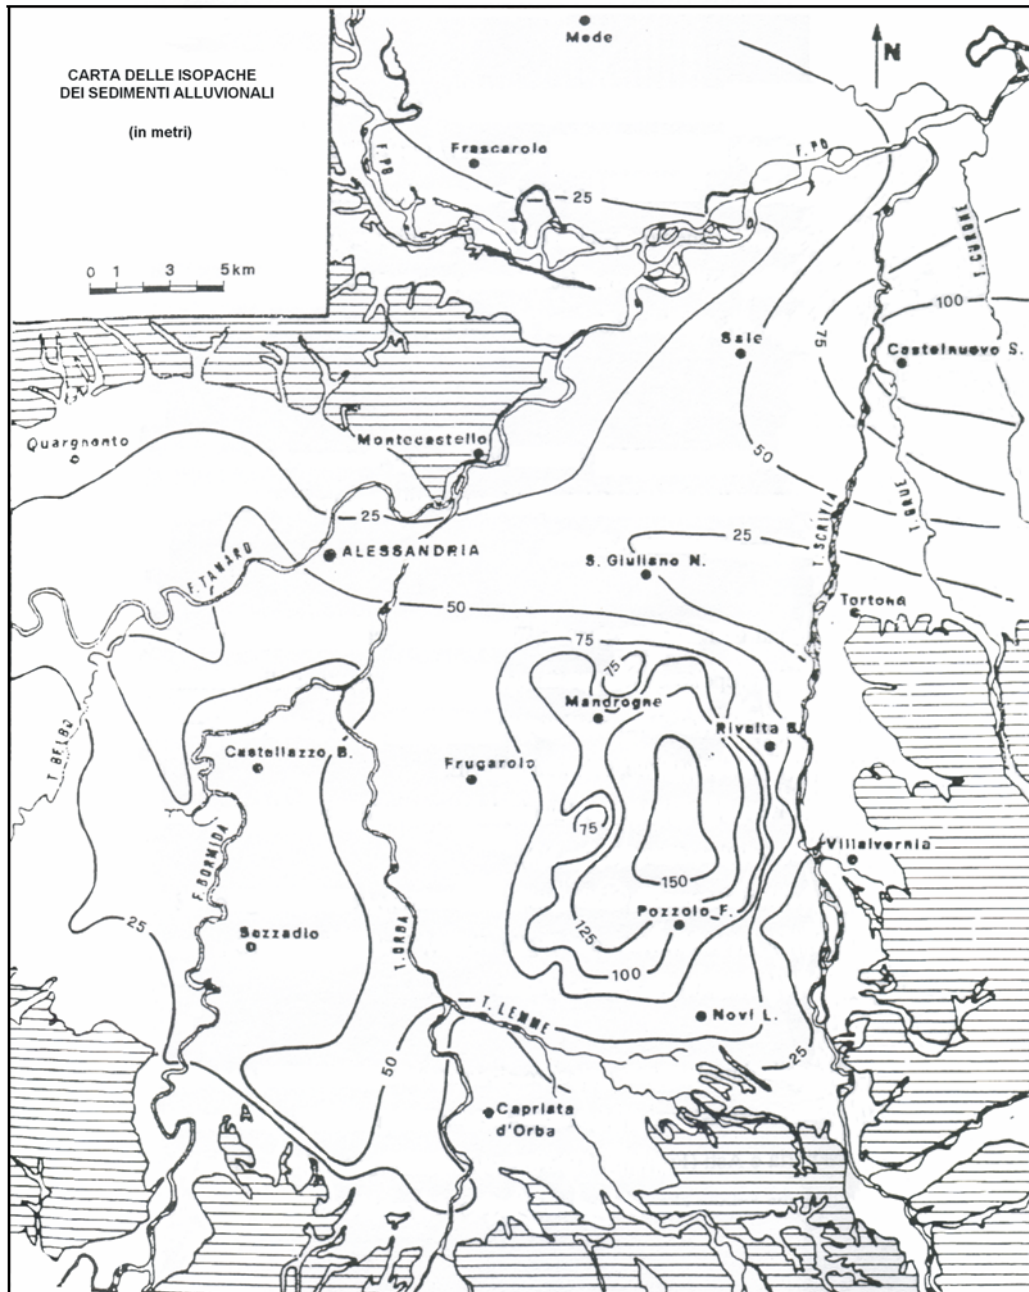 CARTA DELLE ISOPACHE
DEI SEDIMENTI ALLUVIONALI
(in metri)
0 1 3 5 km
N
Mede
Frascarolo
F. PO
F. PO
25
T. CURONE
100
75
Sale
Castelnuovo S.
Quargnento
Montecastello
50
25
T. SCRIVIA
T. GRUE
25
ALESSANDRIA
S. Giuliano N.
F. TANARO
50
Tortona
75
75
Mandrogne
Rivalta S.
T. BELBO
Castellazzo B.
Frugarolo
75
F. BORMIDA
Villalvernia
150
25
Sezzadio
T. ORBA
Pozzolo F.
125
100
T. LEMME
Novi L.
25
50
Capriata
d'Orba